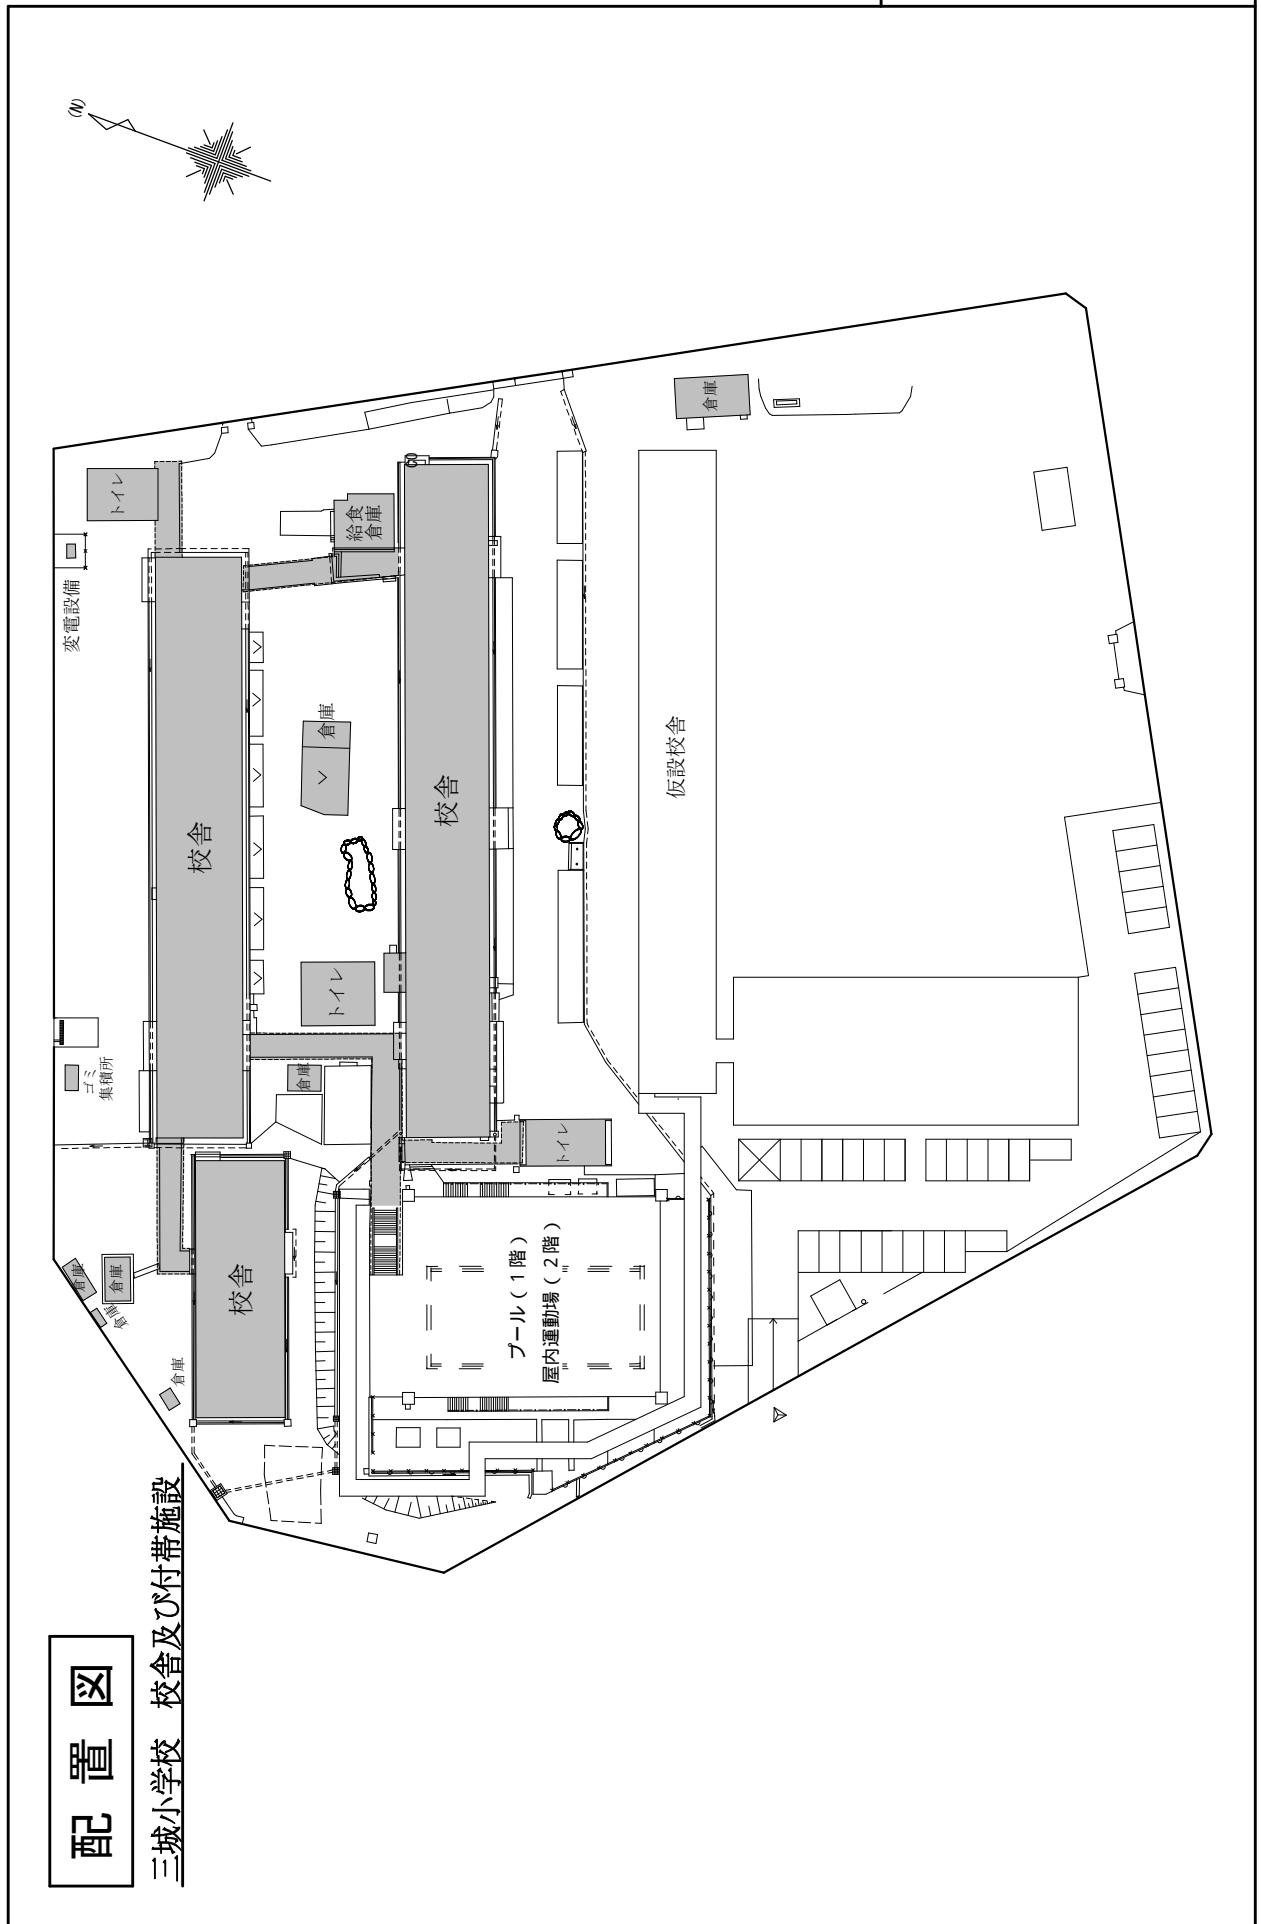 配置図
三城小学校　校舎及び付帯施設
(N)
トイレ
変電設備
給食
倉庫
倉庫
倉庫
校舎
校舎
仮設校舎
トイレ
ゴミ
集積所
倉庫
トイレ
倉庫
倉庫
倉庫
倉庫
校舎
プール(1階)
屋内運動場(2階)